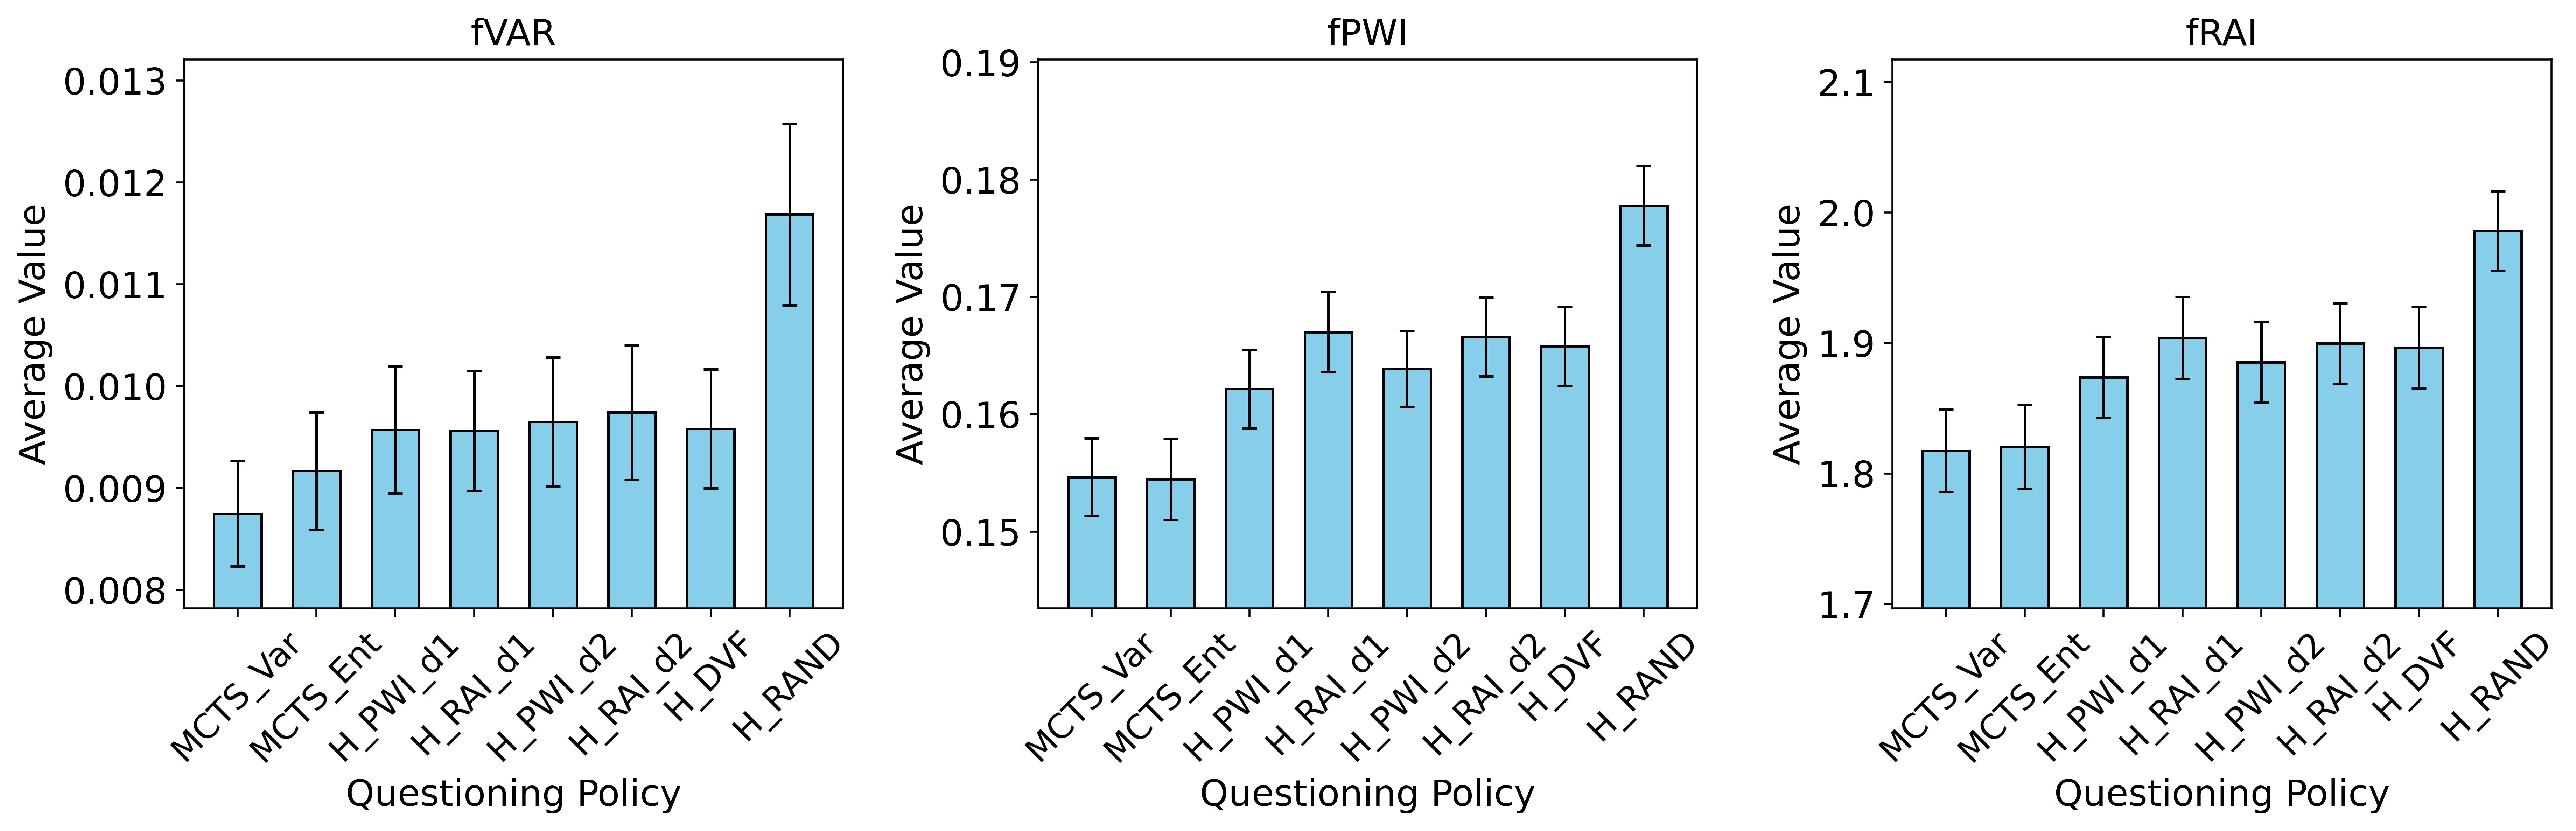 fVAR
Average Value
0.013
0.012
0.011
0.010
0.009
0.008
MCTS_Var
MCTS_Ent
H_PWI_d1
H_RAI_d1
H_PWI_d2
H_RAI_d2
H_DVF
H_RAND
Questioning Policy
fPWI
Average Value
0.19
0.18
0.17
0.16
0.15
MCTS_Var
MCTS_Ent
H_PWI_d1
H_RAI_d1
H_PWI_d2
H_RAI_d2
H_DVF
H_RAND
Questioning Policy
fRAI
Average Value
2.1
2.0
1.9
1.8
1.7
MCTS_Var
MCTS_Ent
H_PWI_d1
H_RAI_d1
H_PWI_d2
H_RAI_d2
H_DVF
H_RAND
Questioning Policy